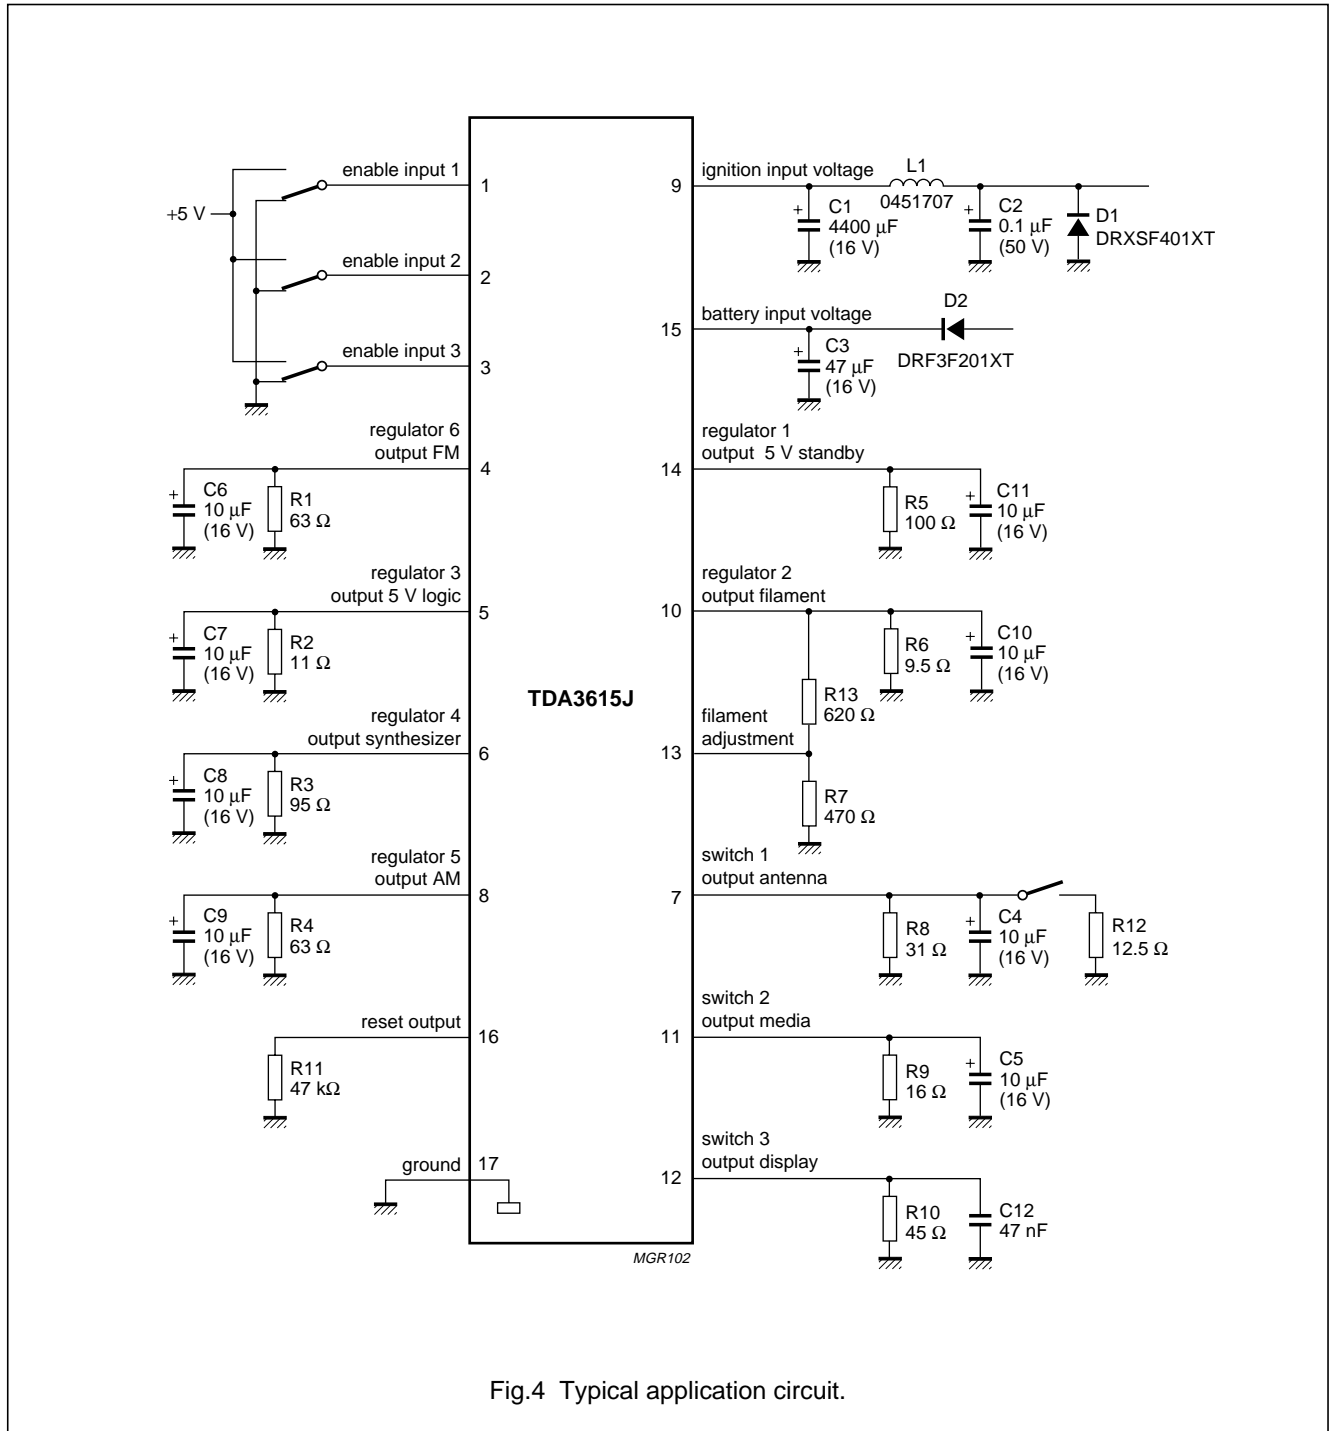 enable input 1
1
+5 V
enable input 2
2
enable input 3
3
regulator 6
output FM
4
C6
10 μF
(16 V)
R1
63 Ω
regulator 3
output 5 V logic
5
C7
10 μF
(16 V)
R2
11 Ω
regulator 4
output synthesizer
6
C8
10 μF
(16 V)
R3
95 Ω
regulator 5
output AM
8
C9
10 μF
(16 V)
R4
63 Ω
reset output
16
R11
47 kΩ
ground
17
TDA3615J
9
ignition input voltage
L1
0451707
C1
4400 μF
(16 V)
C2
0.1 μF
(50 V)
D1
DRXSF401XT
15
battery input voltage
D2
DRF3F201XT
C3
47 μF
(16 V)
regulator 1
output 5 V standby
14
R5
100 Ω
C11
10 μF
(16 V)
regulator 2
output filament
10
R6
9.5 Ω
C10
10 μF
(16 V)
R13
620 Ω
filament
adjustment
13
R7
470 Ω
switch 1
output antenna
7
R8
31 Ω
C4
10 μF
(16 V)
R12
12.5 Ω
switch 2
output media
11
R9
16 Ω
C5
10 μF
(16 V)
switch 3
output display
12
R10
45 Ω
C12
47 nF
MGR102
Fig.4 Typical application circuit.